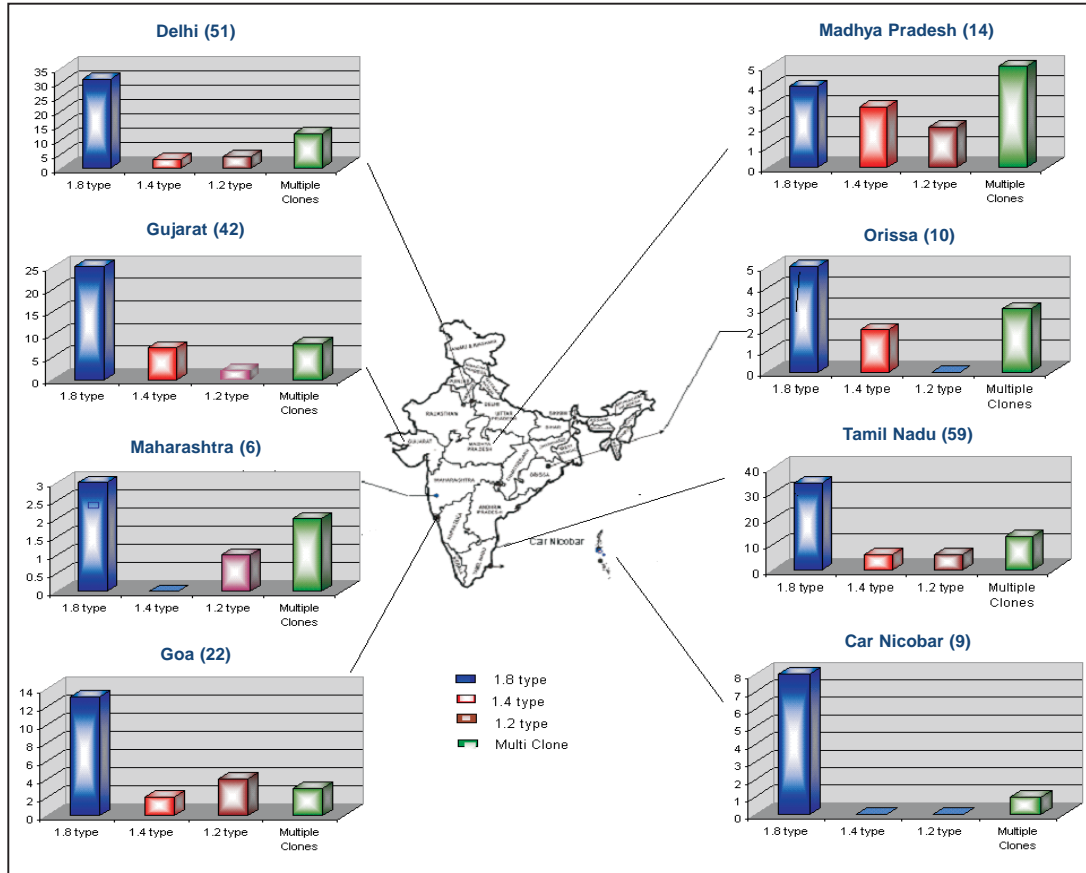 Delhi (51)
35
30
25
20
15
10
5
0
1.8 type
1.4 type
1.2 type
Multiple
Clones
Gujarat (42)
25
20
15
10
5
0
1.8 type
1.4 type
1.2 type
Multiple
Clones
Maharashtra (6)
3
2.5
2
1.5
1
0.5
0
1.8 type
1.4 type
1.2 type
Multiple
Clones
Goa (22)
14
12
10
8
6
4
2
0
1.8 type
1.4 type
1.2 type
Multiple
Clones
RAJASTHAN
DELHI
UTTAR
PRADESH
BIHAR
GUJARAT
MADHYA
PRADESH
MAHARASHTRA
ORISSA
ANDHRA
PRADESH
Car Nicobar
1.8 type
1.4 type
1.2 type
Multi Clone
Madhya Pradesh (14)
5
4
3
2
1
0
1.8 type
1.4 type
1.2 type
Multiple
Clones
Orissa (10)
5
4
3
2
1
0
1.8 type
1.4 type
1.2 type
Multiple
Clones
Tamil Nadu (59)
40
30
20
10
0
1.8 type
1.4 type
1.2 type
Multiple
Clones
Car Nicobar (9)
8
7
6
5
4
3
2
1
0
1.8 type
1.4 type
1.2 type
Multiple
Clones